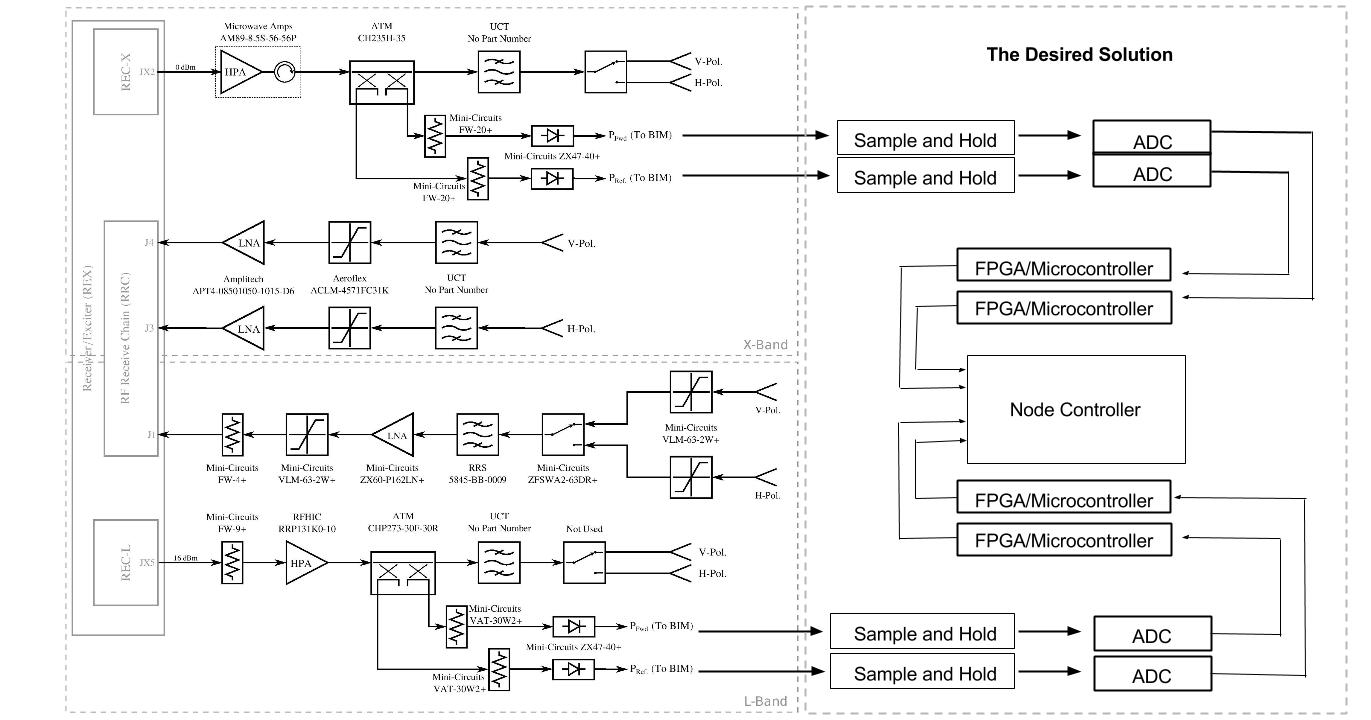 The Desired Solution
Microwave Amps
AM89-8.5S-56-56P
ATM
CH235H-35
UCT
No Part Number
REC-X
JX2
0 dBm
HPA
V-Pol.
H-Pol.
Mini-Circuits
FW-20+
PFwd (To BIM)
Mini-Circuits ZX47-40+
Mini-Circuits
FW-20+
PRef. (To BIM)
Sample and Hold
ADC
Sample and Hold
ADC
Receiver/Exciter (REX)
RF Receive Chain (RRC)
J4
LNA
V-Pol.
Amplitech
APT4-08501050-1015-D6
Aeroflex
ACLM-4571FC31K
UCT
No Part Number
J3
LNA
H-Pol.
X-Band
FPGA/Microcontroller
FPGA/Microcontroller
Node Controller
FPGA/Microcontroller
FPGA/Microcontroller
V-Pol.
Mini-Circuits
VLM-63-2W+
H-Pol.
J1
LNA
Mini-Circuits
FW-4+
Mini-Circuits
VLM-63-2W+
Mini-Circuits
ZX60-P162LN+
RRS
5845-BB-0009
Mini-Circuits
ZFSWA2-63DR+
Mini-Circuits
FW-9+
RFHIC
RRP131K0-10
ATM
CHP273-30F-30R
UCT
No Part Number
Not Used
REC-L
JX5
16 dBm
HPA
V-Pol.
H-Pol.
Mini-Circuits
VAT-30W2+
PFwd (To BIM)
Mini-Circuits ZX47-40+
Mini-Circuits
VAT-30W2+
PRef. (To BIM)
Sample and Hold
ADC
Sample and Hold
ADC
L-Band